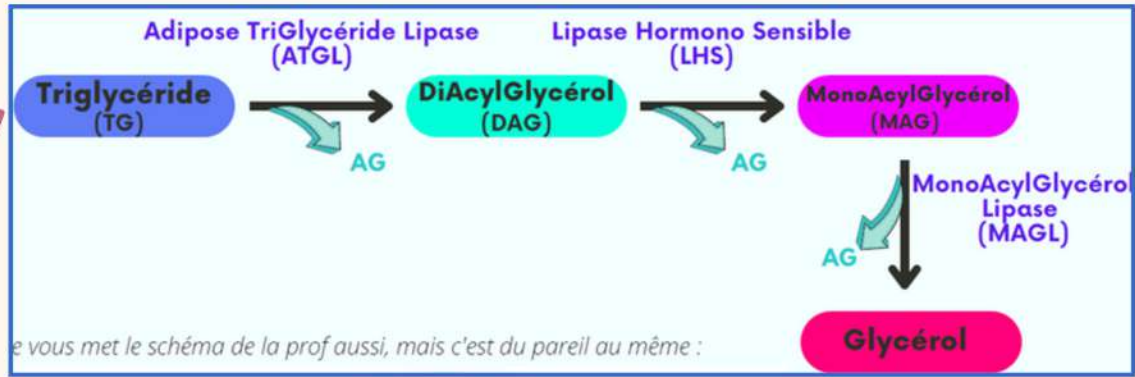 Adipose TriGlycéride Lipase
(ATGL)
Lipase Hormono Sensible
(LHS)
Triglycéride
(TG)
DiAcylGlycérol
(DAG)
MonoAcylGlycérol
(MAG)
AG
AG
MonoAcylGlycérol
Lipase
(MAGL)
AG
e vous met le schéma de la prof aussi, mais c'est du pareil au même :
Glycérol